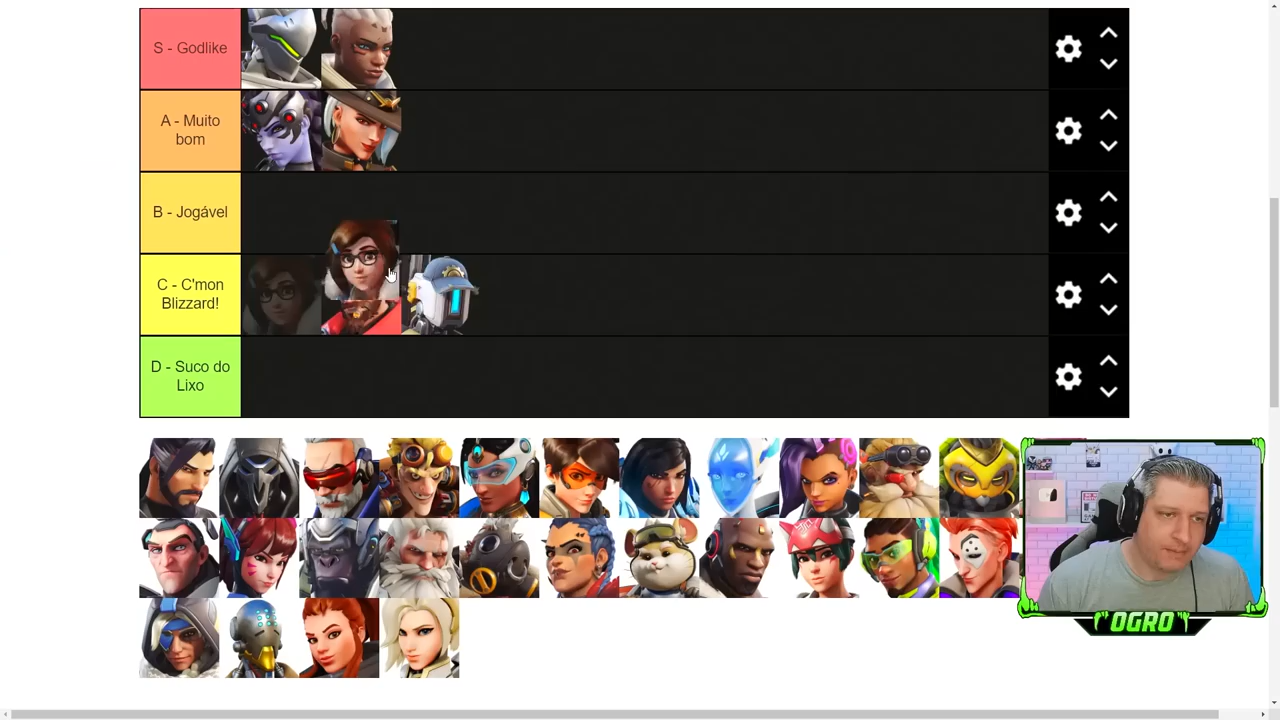 S - Godlike
A - Muito
bom
B - Jogável
C - C'mon
Blizzard!
D - Suco do
Lixo
OGRO